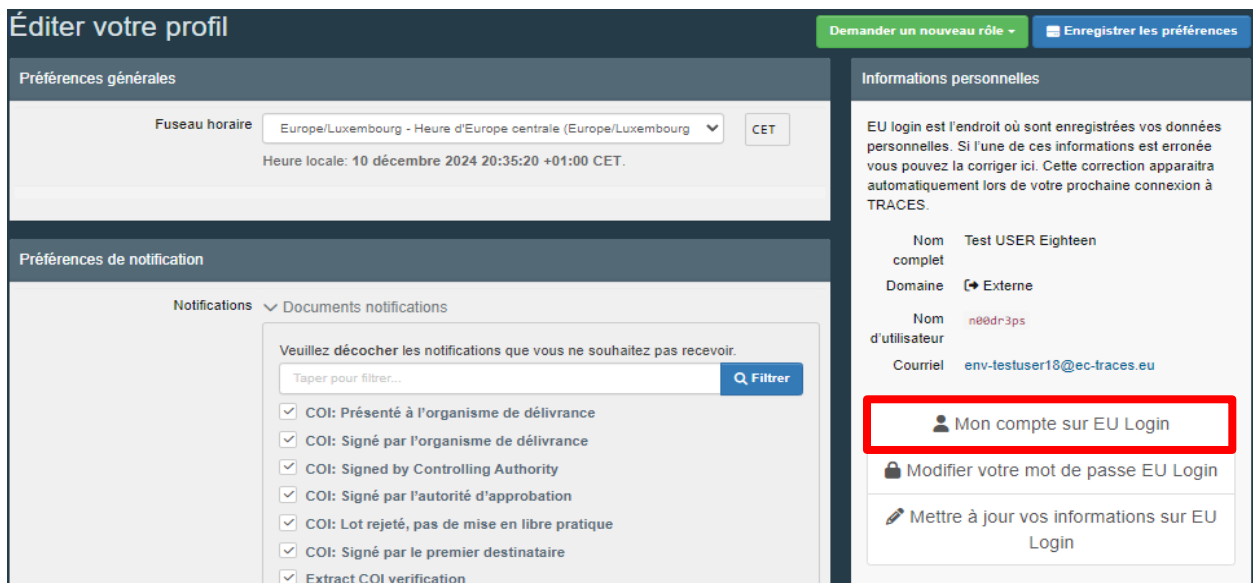 Éditer votre profil
Demander un nouveau rôle
Enregistrer les préférences
Préférences générales
Fuseau horaire
Europe/Luxembourg - Heure d'Europe centrale (Europe/Luxembourg
CET
Heure locale: 10 décembre 2024 20:35:20 +01:00 CET.
Préférences de notification
Notifications
Documents notifications
Veuillez décocher les notifications que vous ne souhaitez pas recevoir.
Taper pour filtrer...
Filtrer
COI: Présenté à l'organisme de délivrance
COI: Signé par l'organisme de délivrance
COI: Signed by Controlling Authority
COI: Signé par l'autorité d'approbation
COI: Lot rejeté, pas de mise en libre pratique
COI: Signé par le premier destinataire
Extract COI verification
Informations personnelles
EU login est l'endroit où sont enregistrées vos données
personnelles. Si l'une de ces informations est erronée
vous pouvez la corriger ici. Cette correction apparaitra
automatiquement lors de votre prochaine connexion à
TRACES.
Nom
complet
Test USER Eighteen
Domaine
Externe
Nom
d'utilisateur
n00dr3ps
Courriel
env-testuser18@ec-traces.eu
Mon compte sur EU Login
Modifier votre mot de passe EU Login
Mettre à jour vos informations sur EU
Login